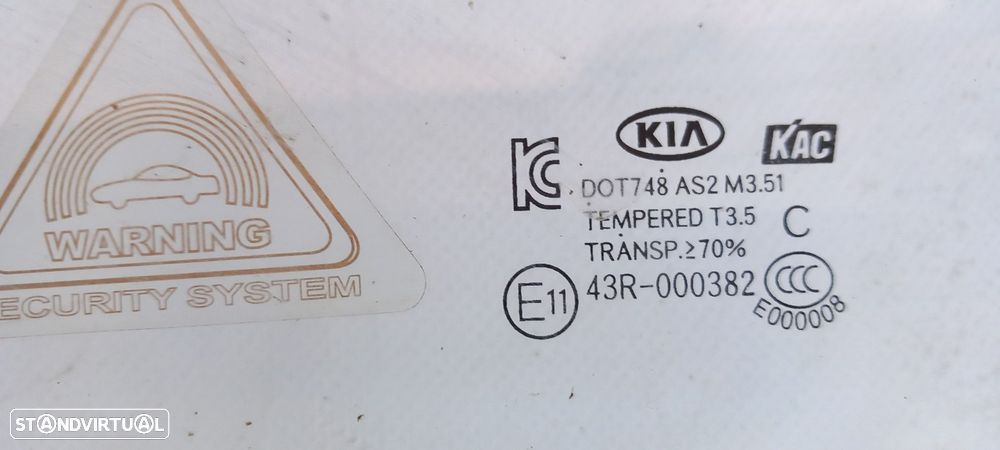 WARNING
ECURITY SYSTEM
KIA
KAC
KC
DOT748 AS2 M3.51
TEMPERED T3.5
C
TRANSP.≥70%
E11
43R-000382
CCC
E000008
STANDVIRTUAL